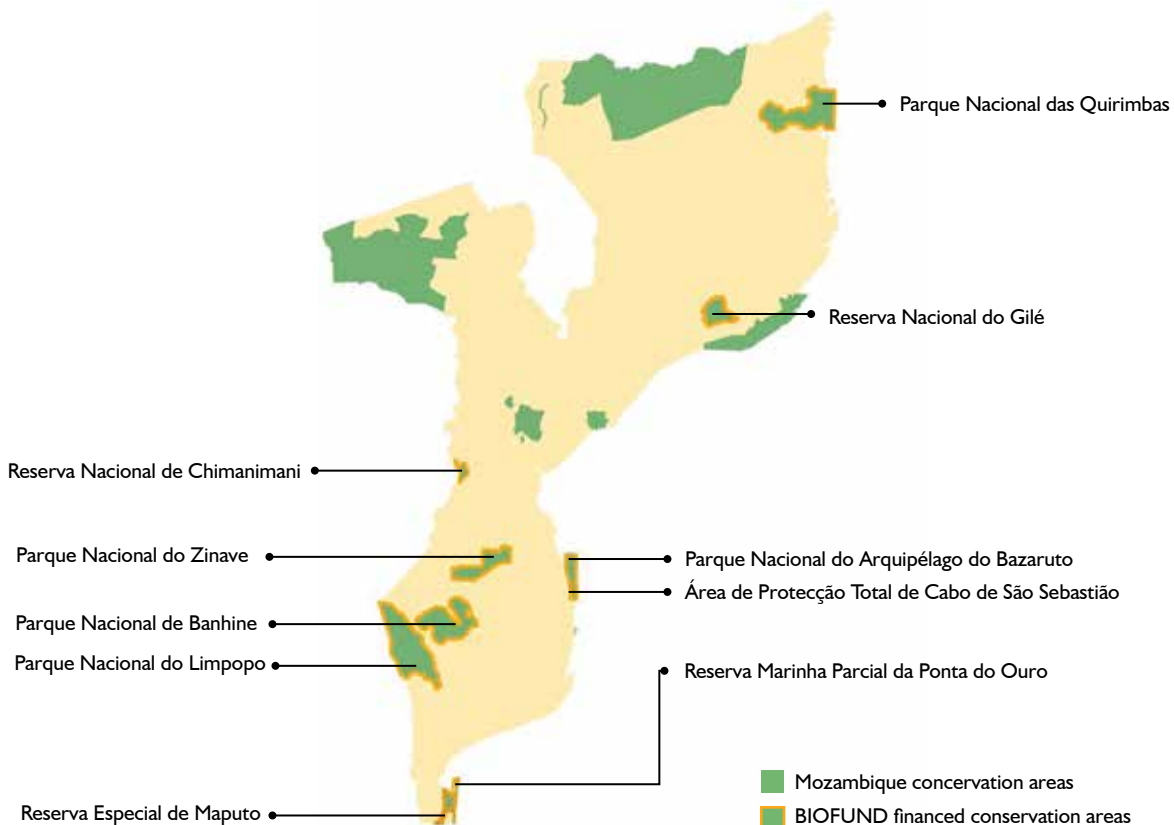 Parque Nacional das Quirimbas
Reserva Nacional do Gilé
Reserva Nacional de Chimanimani
Parque Nacional do Zinave
Parque Nacional do Arquipélago do Bazaruto
Área de Protecção Total de Cabo de São Sebastião
Parque Nacional de Banhine
Parque Nacional do Limpopo
Reserva Marinha Parcial da Ponta do Ouro
Mozambique concervation areas
Reserva Especial de Maputo
BIOFUND financed conservation areas